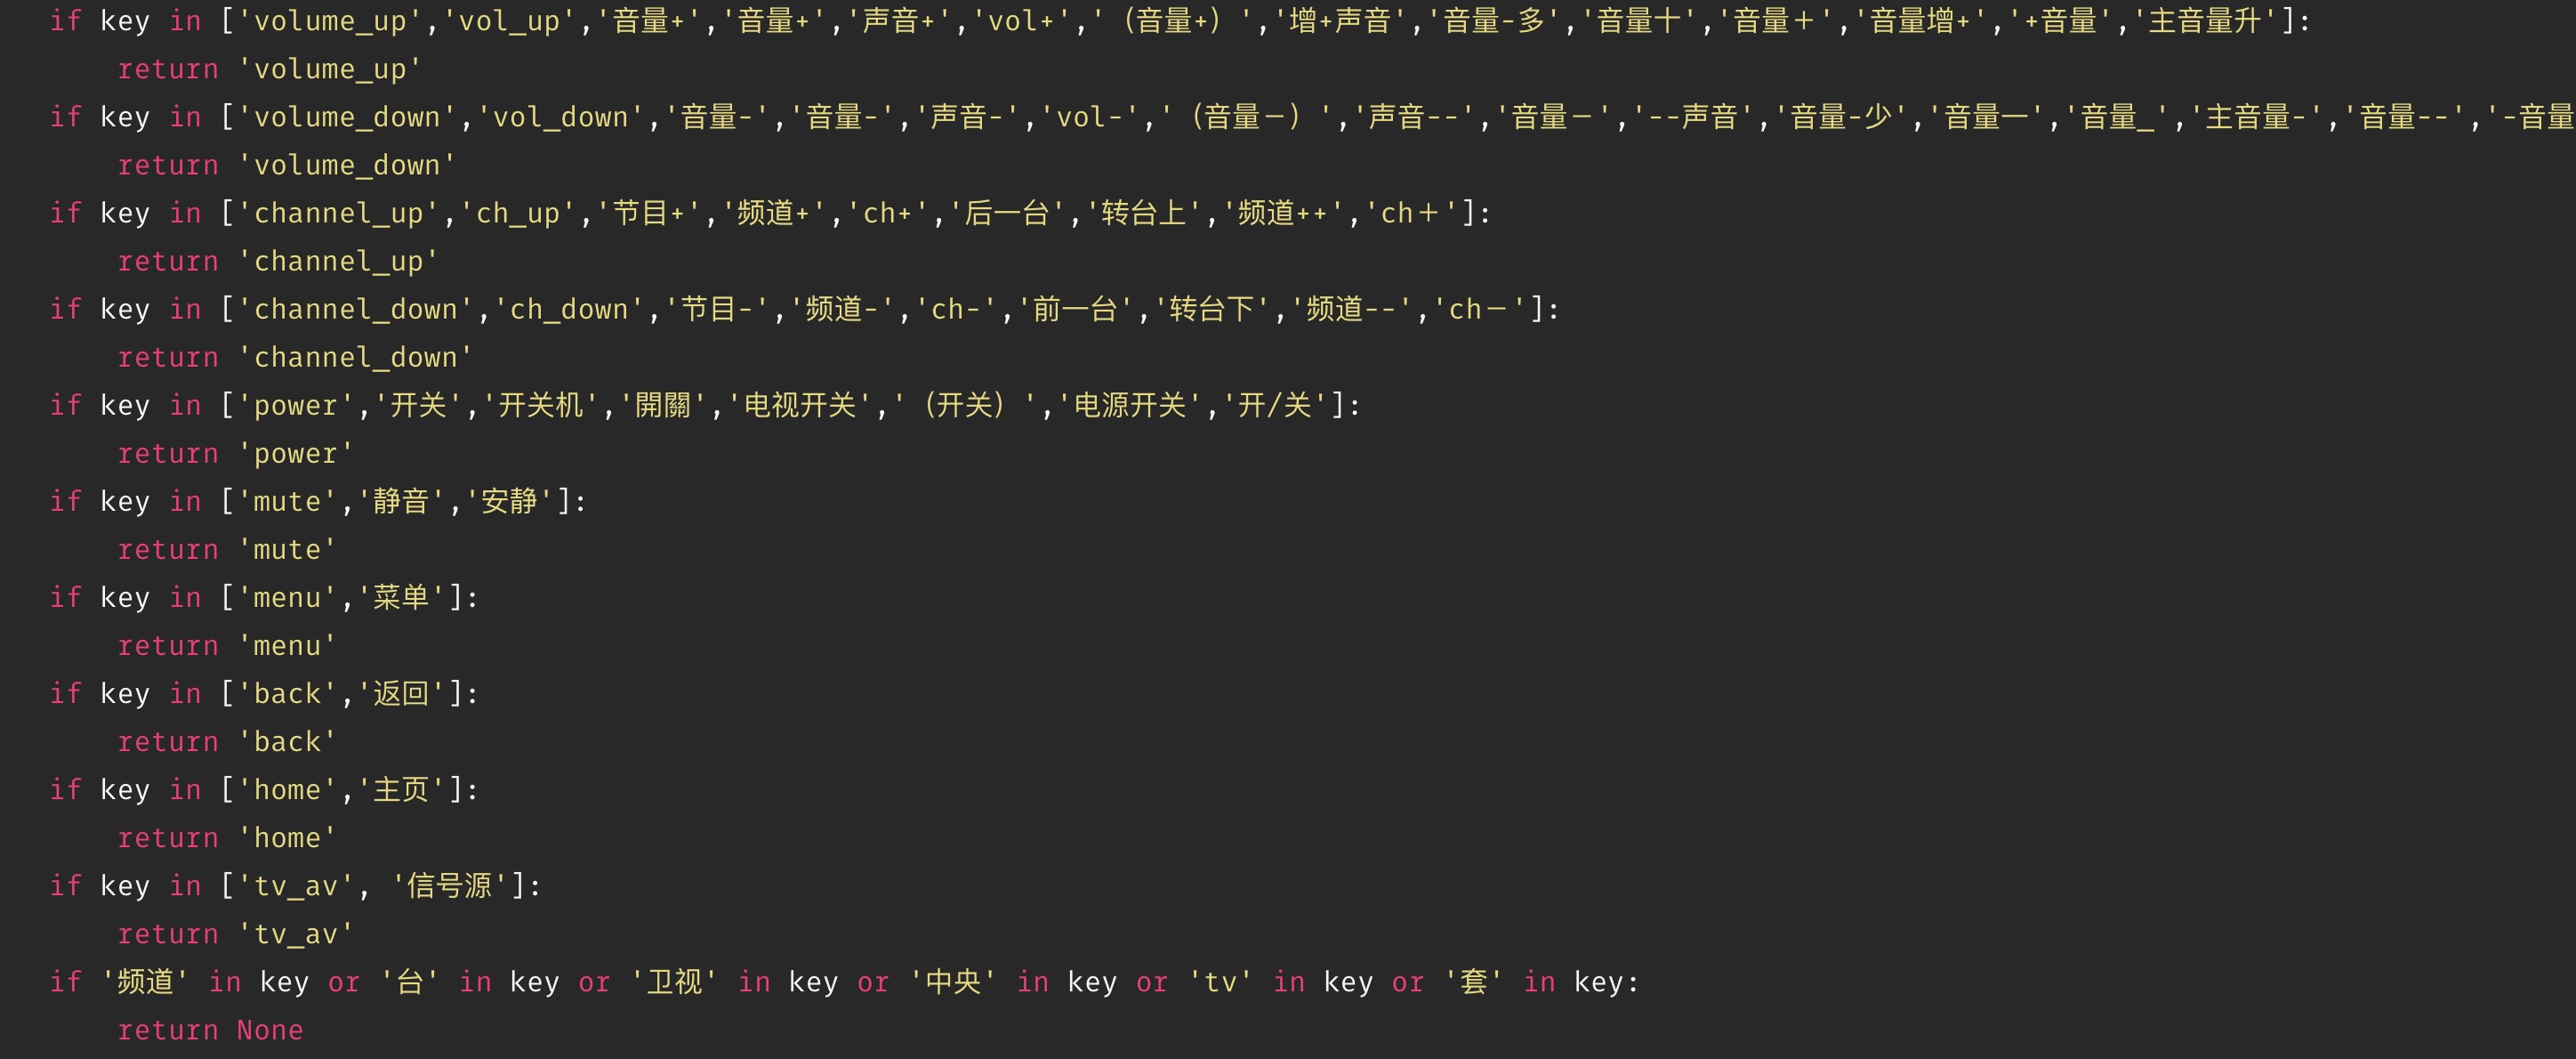 if key in ['volume_up','vol_up','音量+','音量+','声音+','vol+','（音量+）','增+声音','音量-多','音量十','音量＋','音量增+','+音量','主音量升']:
return 'volume_up'
if key in ['volume_down','vol_down','音量-','音量-','声音-','vol-','（音量－）','声音--','音量－','--声音','音量-少','音量一','音量_','主音量-','音量--','-音量
return 'volume_down'
if key in ['channel_up','ch_up','节目+','频道+','ch+','后一台','转台上','频道++','ch＋']:
return 'channel_up'
if key in ['channel_down','ch_down','节目-','频道-','ch-','前一台','转台下','频道--','ch－']:
return 'channel_down'
if key in ['power','开关','开关机','開關','电视开关','（开关）','电源开关','开/关']:
return 'power'
if key in ['mute','静音','安静']:
return 'mute'
if key in ['menu','菜单']:
return 'menu'
if key in ['back','返回']:
return 'back'
if key in ['home','主页']:
return 'home'
if key in ['tv_av', '信号源']:
return 'tv_av'
if '频道' in key or '台' in key or '卫视' in key or '中央' in key or 'tv' in key or '套' in key:
return None